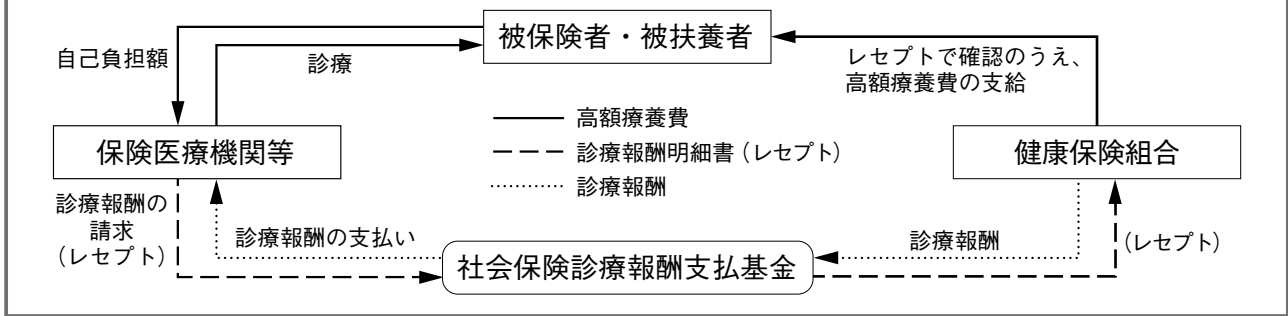 被保険者・被扶養者
自己負担額
診療
レセプトで確認のうえ、
高額療養費の支給
高額療養費
診療報酬明細書（レセプト）
診療報酬
保険医療機関等
健康保険組合
診療報酬の
請求
（レセプト）
診療報酬の支払い
診療報酬
（レセプト）
社会保険診療報酬支払基金